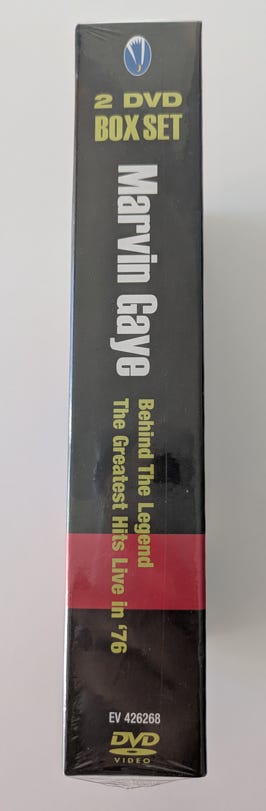 2 DVD
BOX SET
Marvin Gaye
Behind The Legend
The Greatest Hits Live in '76
EV 426268
DVD
VIDEO